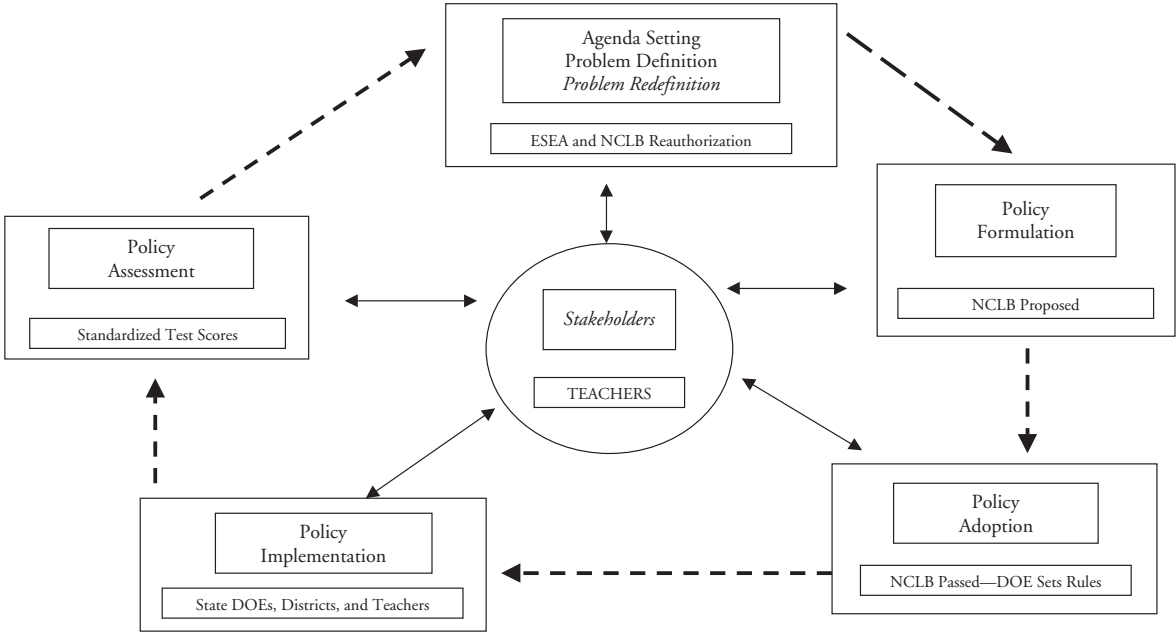 Agenda Setting
Problem Definition
Problem Redefinition
ESEA and NCLB Reauthorization
Policy
Formulation
NCLB Proposed
Policy
Assessment
Standardized Test Scores
Stakeholders
TEACHERS
Policy
Adoption
NCLB Passed—DOE Sets Rules
Policy
Implementation
State DOEs, Districts, and Teachers